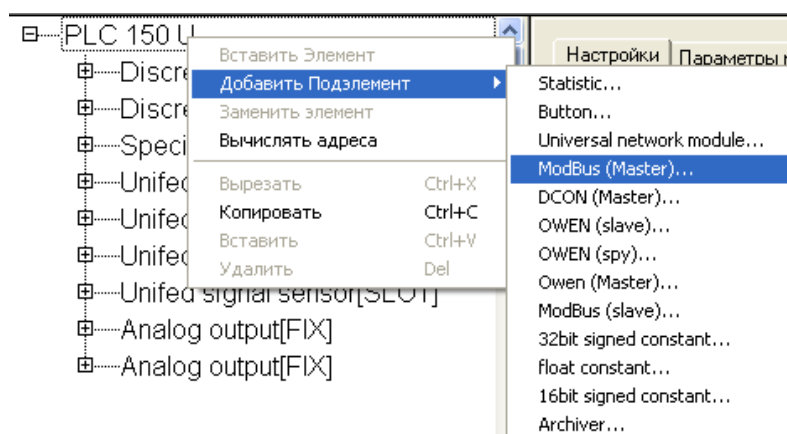 PLC 150 U
Discre
Discre
Speci
Unifed
Unifed
Unifed
Unifed signal sensor[SLOT]
Analog output[FIX]
Analog output[FIX]
Вставить Элемент
Добавить Подэлемент
Заменить элемент
Вычислять адреса
Вырезать Ctrl+X
Копировать Ctrl+C
Вставить Ctrl+V
Удалить Del
Настройки Параметры
Statistic...
Button...
Universal network module...
ModBus (Master)...
DCON (Master)...
OWEN (slave)...
OWEN (spy)...
Owen (Master)...
ModBus (slave)...
32bit signed constant...
float constant...
16bit signed constant...
Archiver...